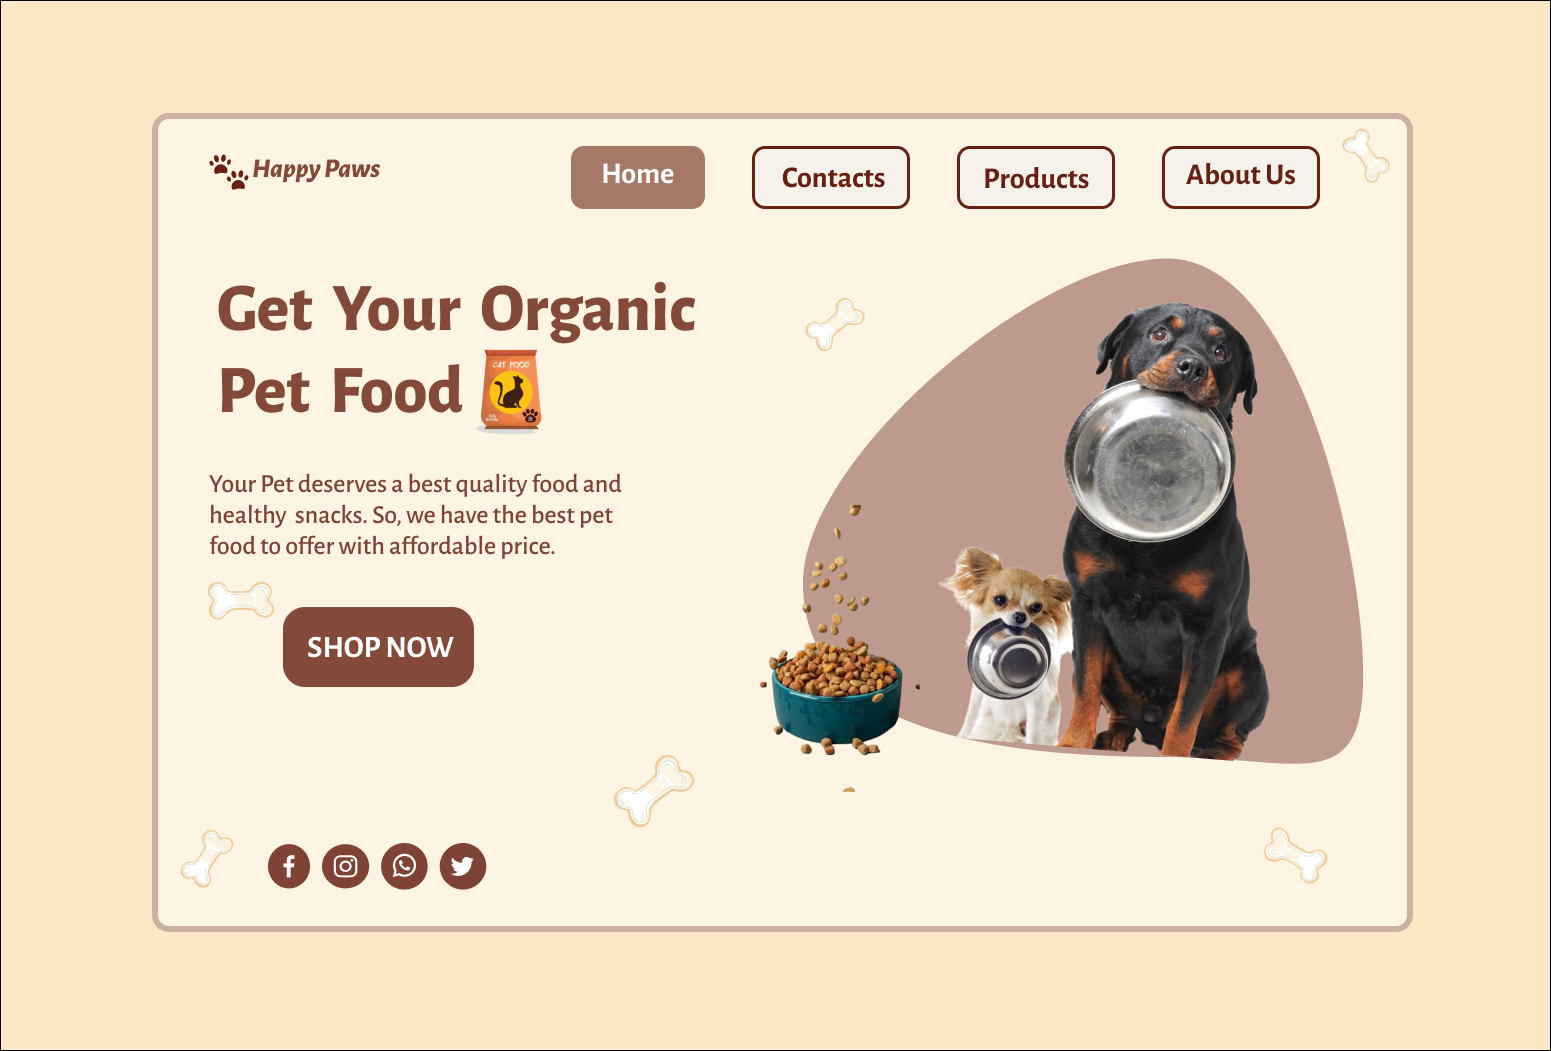 Happy Paws
Home
Contacts
Products
About Us
Get Your Organic
Pet Food
CAT FOOD
Your Pet deserves a best quality food and
healthy  snacks. So, we have the best pet
food to offer with affordable price.
SHOP NOW